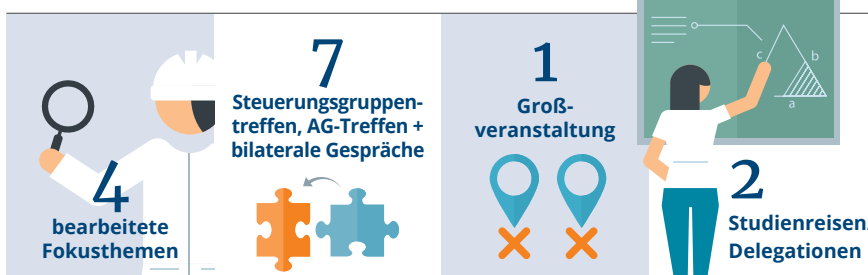 4
bearbeitete
Fokusthemen
7
Steuerungsgruppen-
treffen, AG-Treffen +
bilaterale Gespräche
1
Groß-
veranstaltung
c
b
a
2
Studienreisen
Delegationen